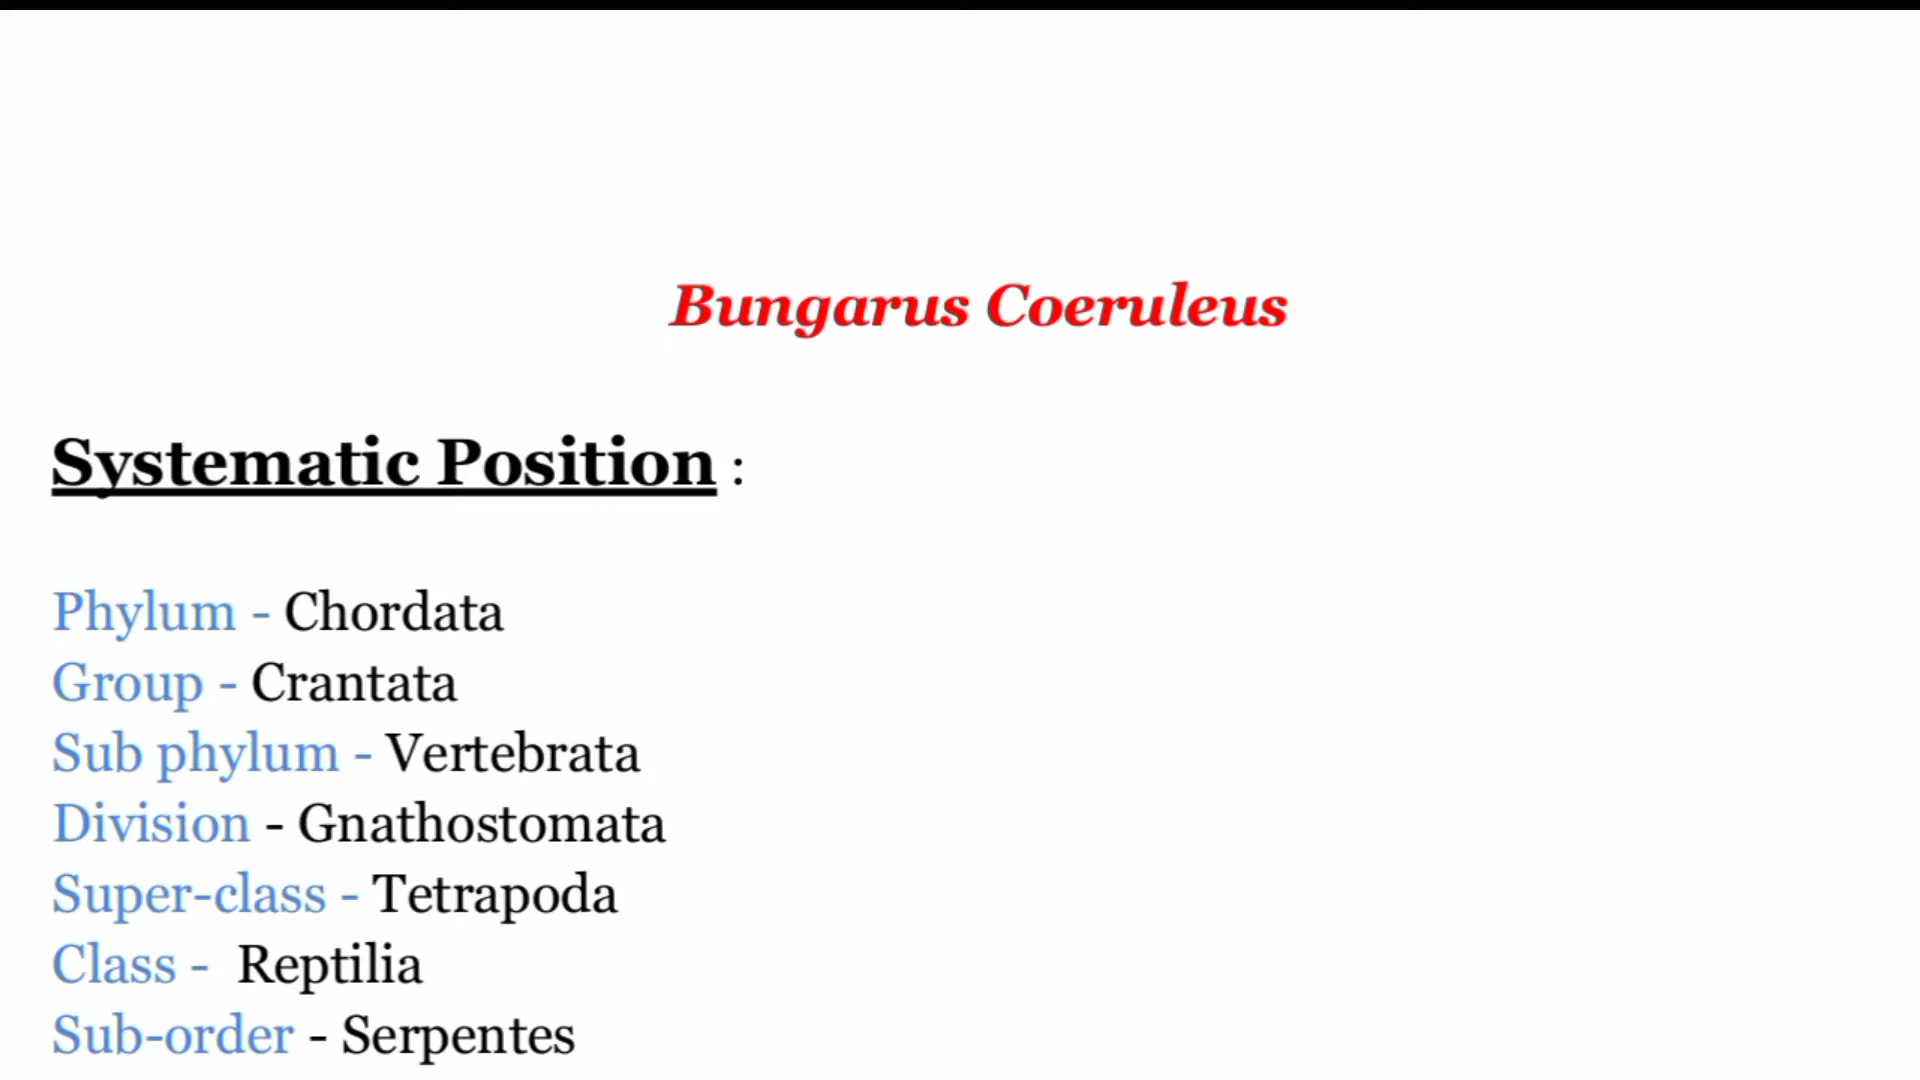 Bungarus Coeruleus
Systematic Position :
Phylum - Chordata
Group - Crantata
Sub phylum - Vertebrata
Division - Gnathostomata
Super-class - Tetrapoda
Class - Reptilia
Sub-order - Serpentes